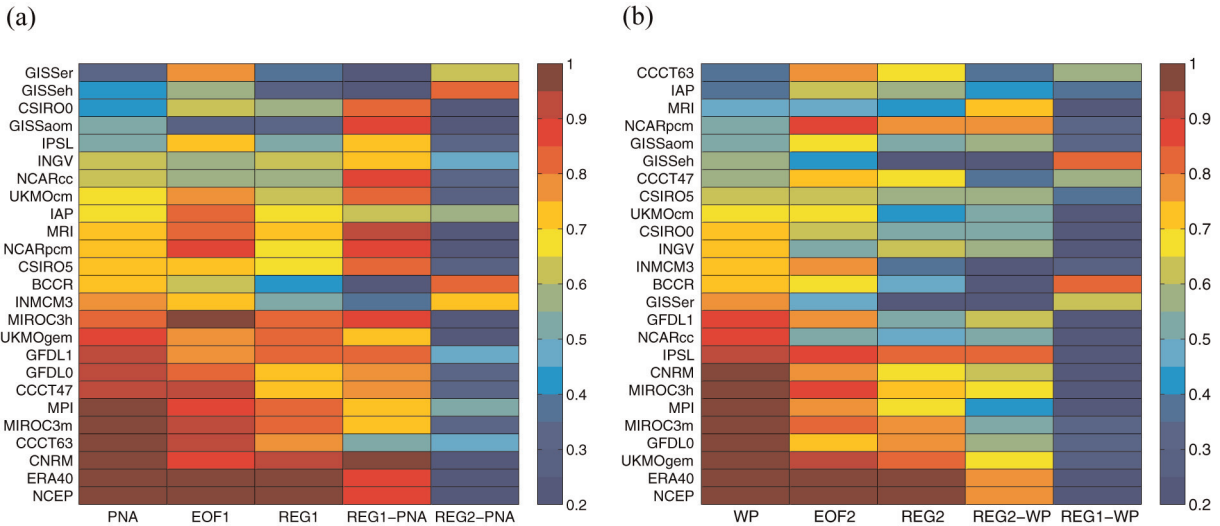 (a)
GISSer
GISSeh
CSIRO0
GISSaom
IPSL
INGV
NCARcc
UKMOcm
IAP
MRI
NCARpcm
CSIRO5
BCCR
INMCM3
MIROC3h
UKMOgem
GFDL1
GFDL0
CCCT47
MPI
MIROC3m
CCCT63
CNRM
ERA40
NCEP
PNA EOF1 REG1 REG1−PNA REG2−PNA
1
0.9
0.8
0.7
0.6
0.5
0.4
0.3
0.2
(b)
CCCT63
IAP
MRI
NCARpcm
GISSaom
GISSeh
CCCT47
CSIRO5
UKMOcm
CSIRO0
INGV
INMCM3
BCCR
GISSer
GFDL1
NCARcc
IPSL
CNRM
MIROC3h
MPI
MIROC3m
GFDL0
UKMOgem
ERA40
NCEP
WP EOF2 REG2 REG2−WP REG1−WP
1
0.9
0.8
0.7
0.6
0.5
0.4
0.3
0.2